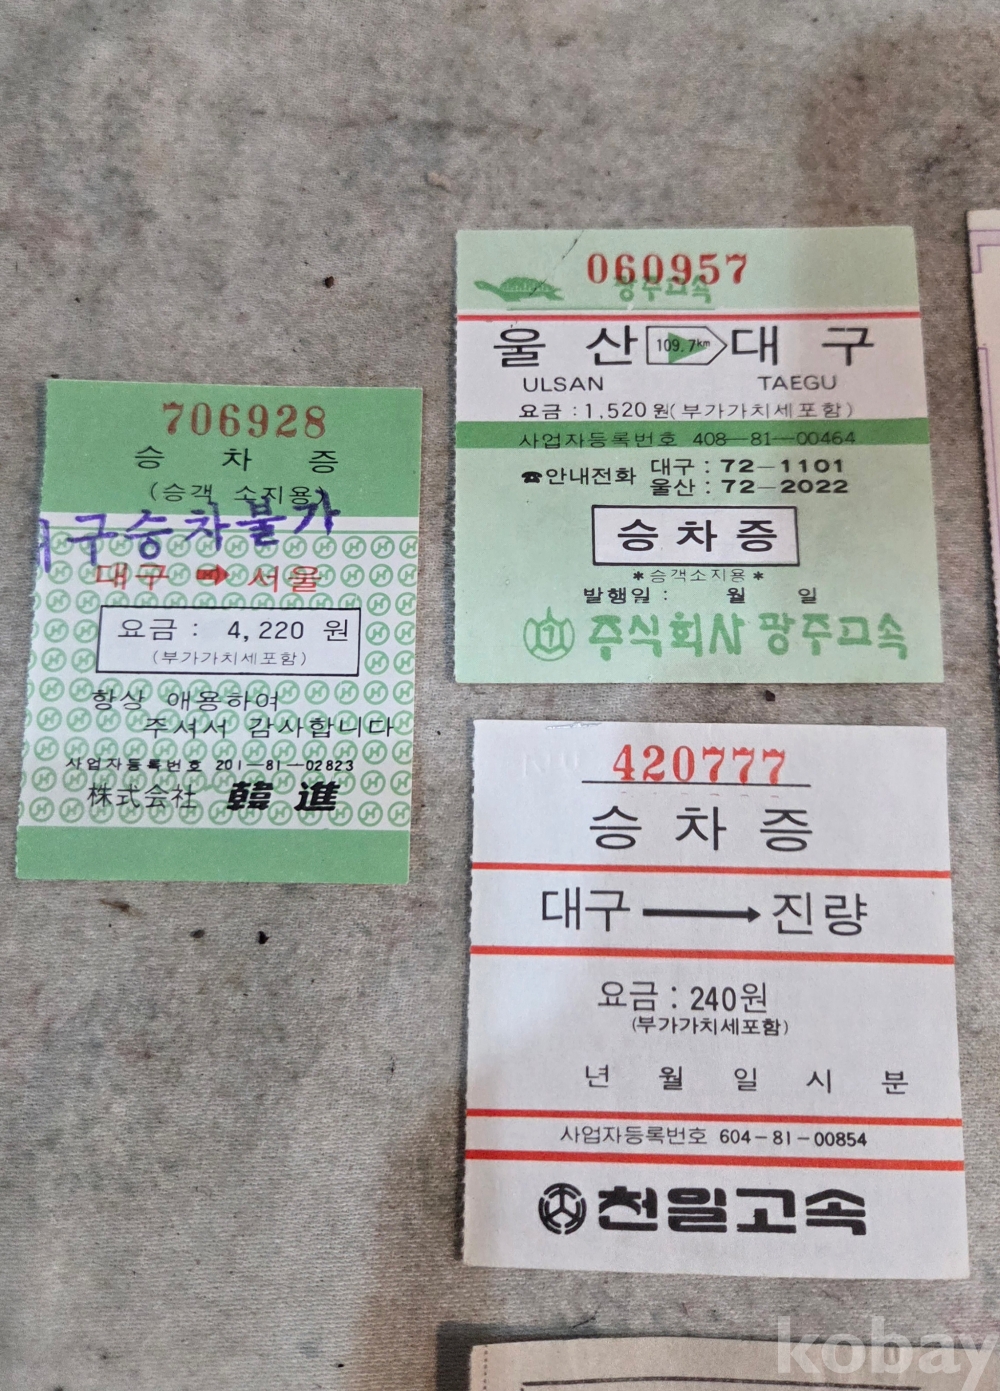 706928
승 차 증
(승객 소지용)
구승차불가
대구 ➡ 서울
요금 : 4,220 원
(부가가치세포함)
항상 애용하여
주셔서 감사합니다
사업자등록번호 201-81-02823
株式会社 韓進
060957
광주고속
울 산 109.7km 대 구
ULSAN TAEGU
요금 : 1,520 원(부가가치세포함)
사업자등록번호 408-81-00464
☎안내전화 대구 : 72-1101
울산 : 72-2022
승 차 증
*승객소지용*
발행일 : 월 일
주식회사 광주고속
420777
승 차 증
대구 → 진량
요금 : 240원
(부가가치세포함)
년 월 일 시 분
사업자등록번호 604-81-00854
천일고속
kobay